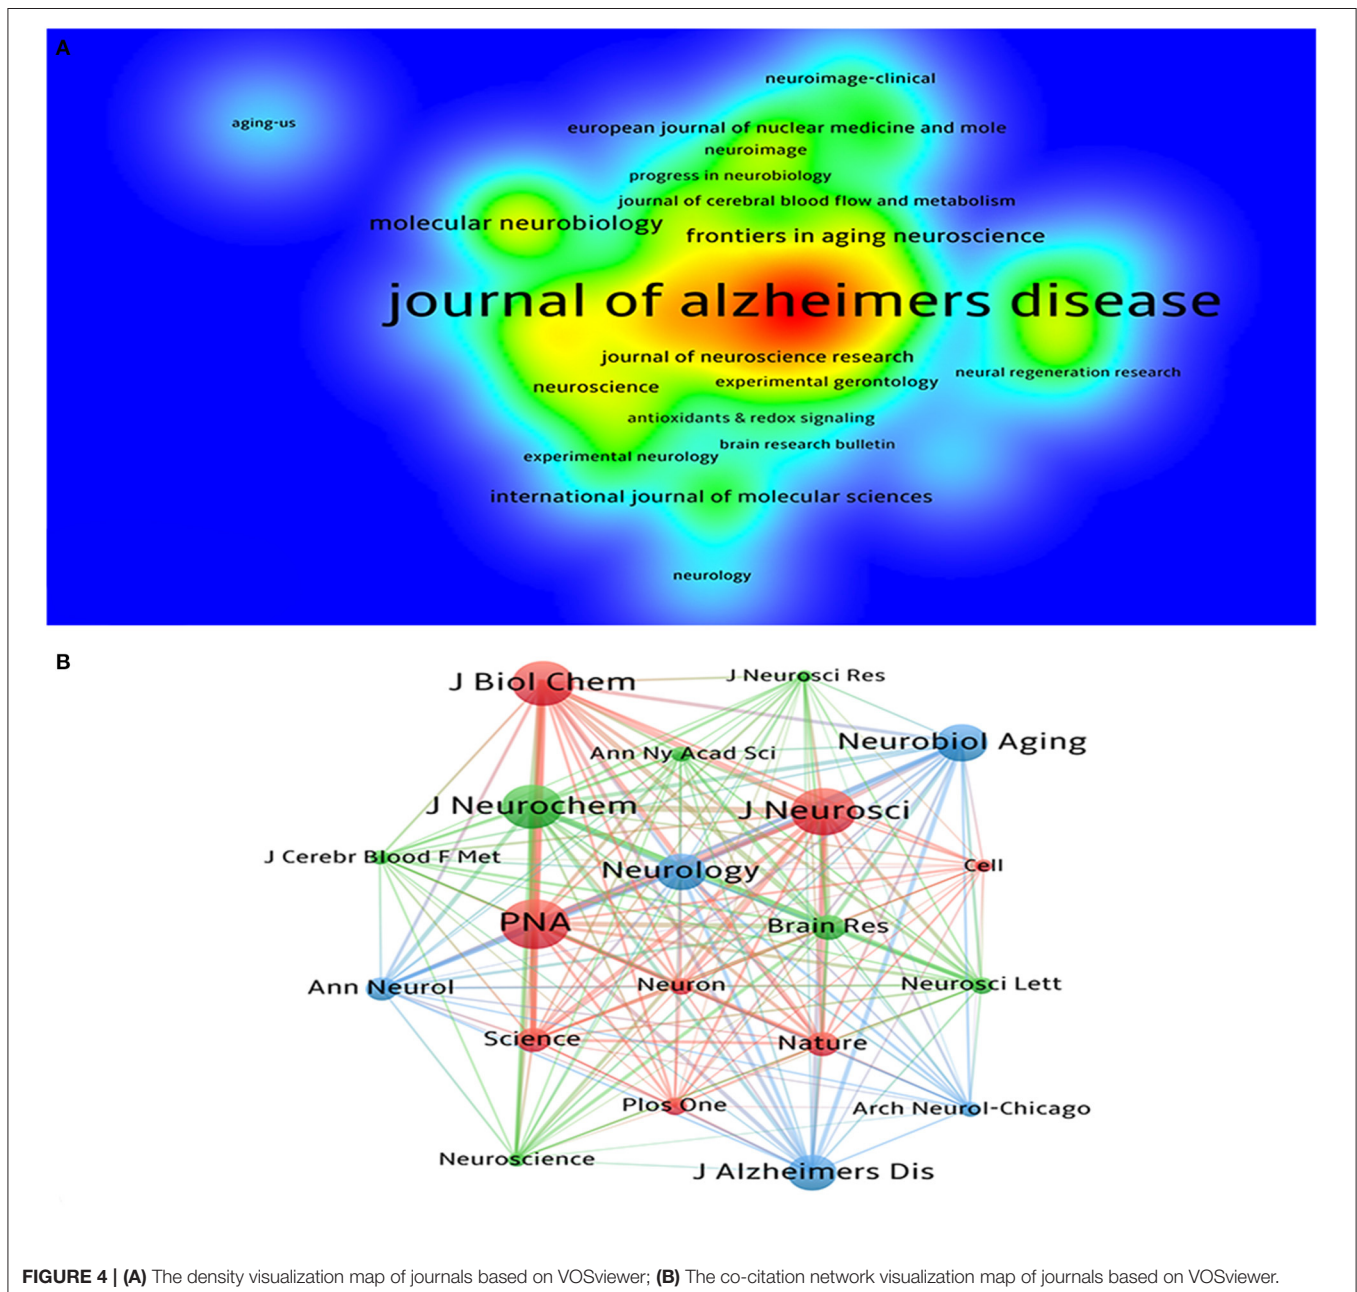 A
neuroimage-clinical
aging-us
european journal of nuclear medicine and mole
neuroimage
progress in neurobiology
journal of cerebral blood flow and metabolism
molecular neurobiology
frontiers in aging neuroscience
journal of alzheimers disease
journal of neuroscience research
neural regeneration research
neuroscience
experimental gerontology
antioxidants & redox signaling
brain research bulletin
experimental neurology
international journal of molecular sciences
neurology
B
J Biol Chem
J Neurosci Res
Neurobiol Aging
Ann Ny Acad Sci
J Neurochem
J Neurosci
J Cerebr Blood F Met
Neurology
Cell
PNA
Brain Res
Ann Neurol
Neuron
Neurosci Lett
Science
Nature
Plos One
Arch Neurol-Chicago
Neuroscience
J Alzheimers Dis
FIGURE 4 | (A) The density visualization map of journals based on VOSviewer; (B) The co-citation network visualization map of journals based on VOSviewer.